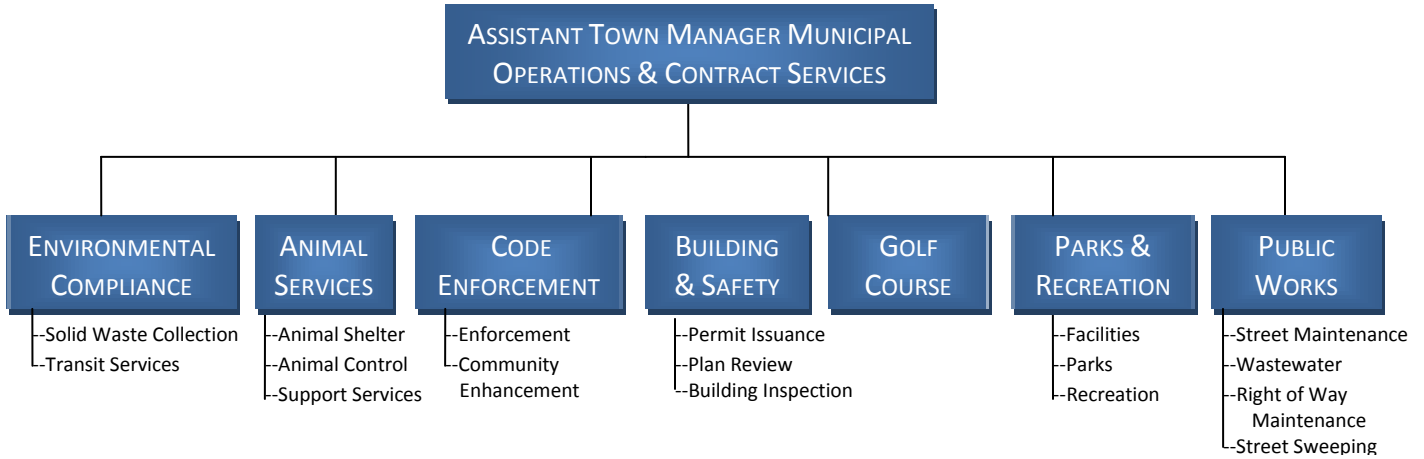 ASSISTANT TOWN MANAGER MUNICIPAL
OPERATIONS & CONTRACT SERVICES
ENVIRONMENTAL
COMPLIANCE
--Solid Waste Collection
--Transit Services
ANIMAL
SERVICES
--Animal Shelter
--Animal Control
--Support Services
CODE
ENFORCEMENT
--Enforcement
--Community
Enhancement
BUILDING
& SAFETY
--Permit Issuance
--Plan Review
--Building Inspection
GOLF
COURSE
PARKS &
RECREATION
--Facilities
--Parks
--Recreation
PUBLIC
WORKS
--Street Maintenance
--Wastewater
--Right of Way
Maintenance
--Street Sweeping